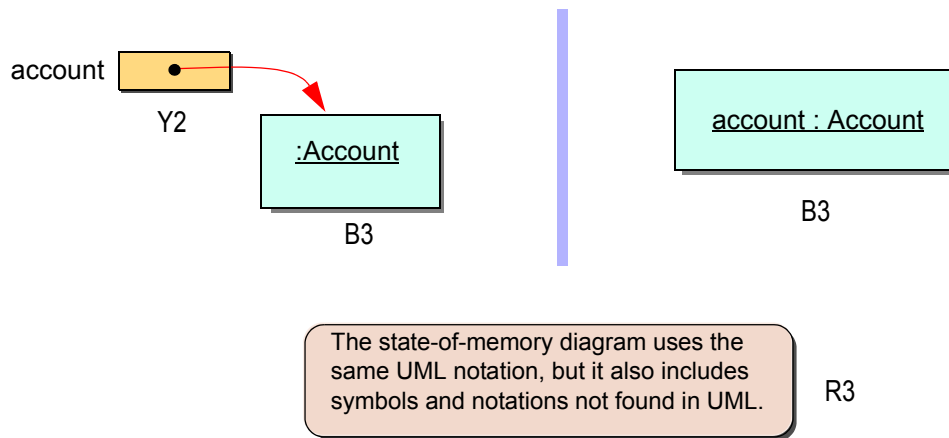 account
Y2
:Account
B3
account : Account
B3
The state-of-memory diagram uses the
same UML notation, but it also includes
symbols and notations not found in UML.
R3